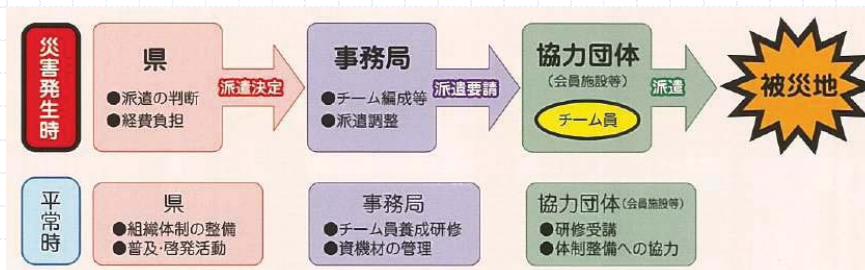 災害発生時
県
●派遣の判断
●経費負担
派遣決定
事務局
●チーム編成等
●派遣調整
派遣要請
協力団体
(会員施設等)
チーム員
派遣
被災地
平常時
県
●組織体制の整備
●普及・啓発活動
事務局
●チーム員養成研修
●資機材の管理
協力団体(会員施設等)
●研修受講
●体制整備への協力